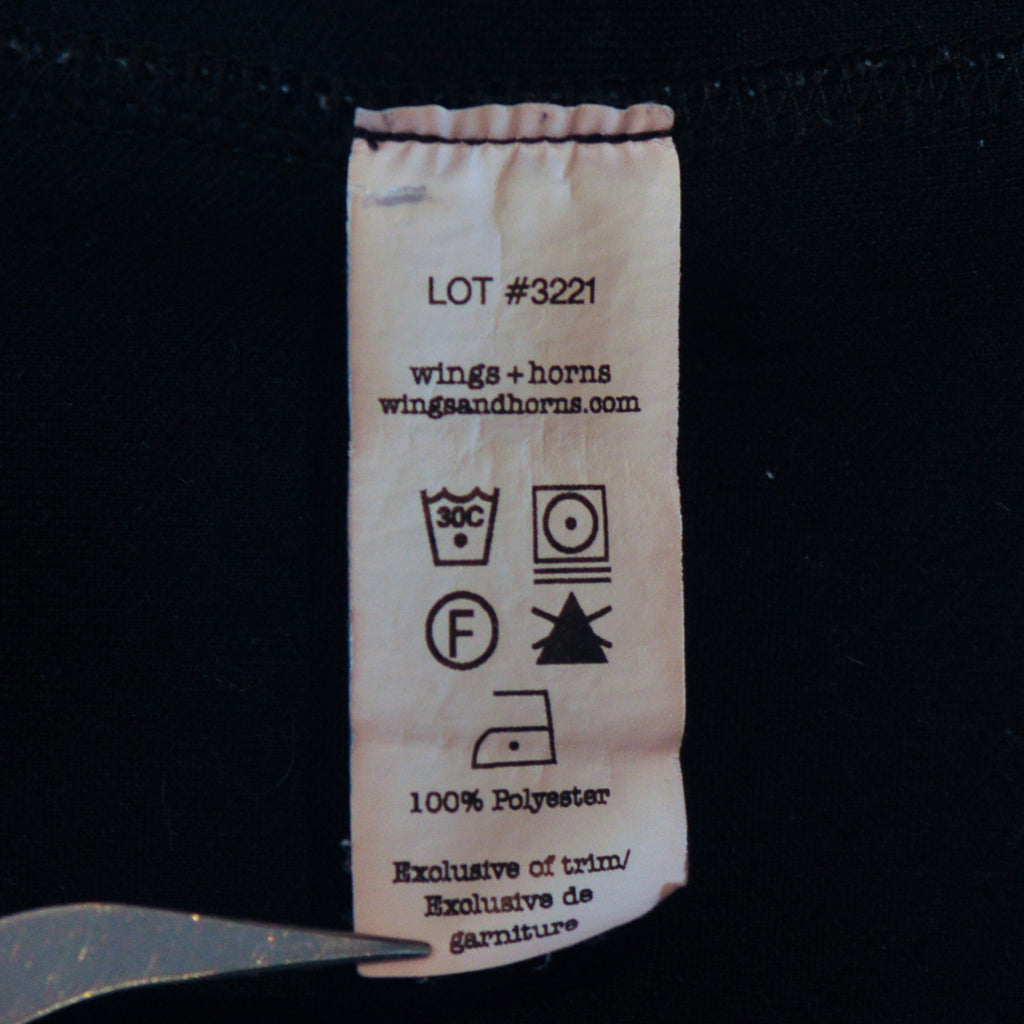 LOT #3221
wings + horns
wingsandhorns.com
30C
F
100% Polyester
Exclusive of trim/
Exclusive de
garniture